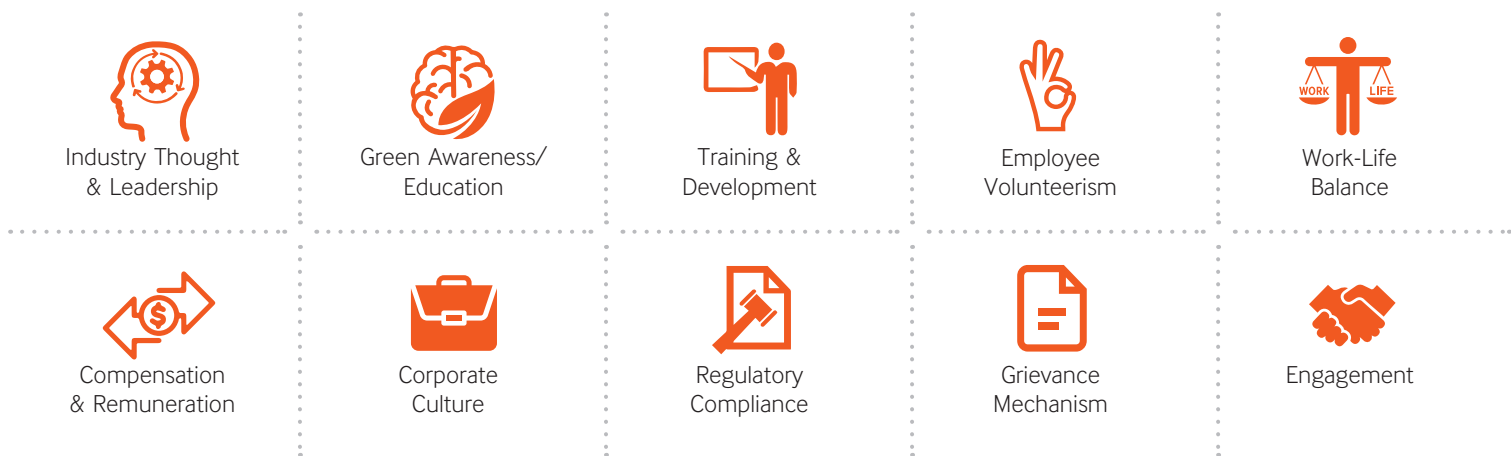 WORK LIFE
Industry Thought
& Leadership
Green Awareness/
Education
Training &
Development
Employee
Volunteerism
Work-Life
Balance
$
Compensation
& Remuneration
Corporate
Culture
Regulatory
Compliance
Grievance
Mechanism
Engagement